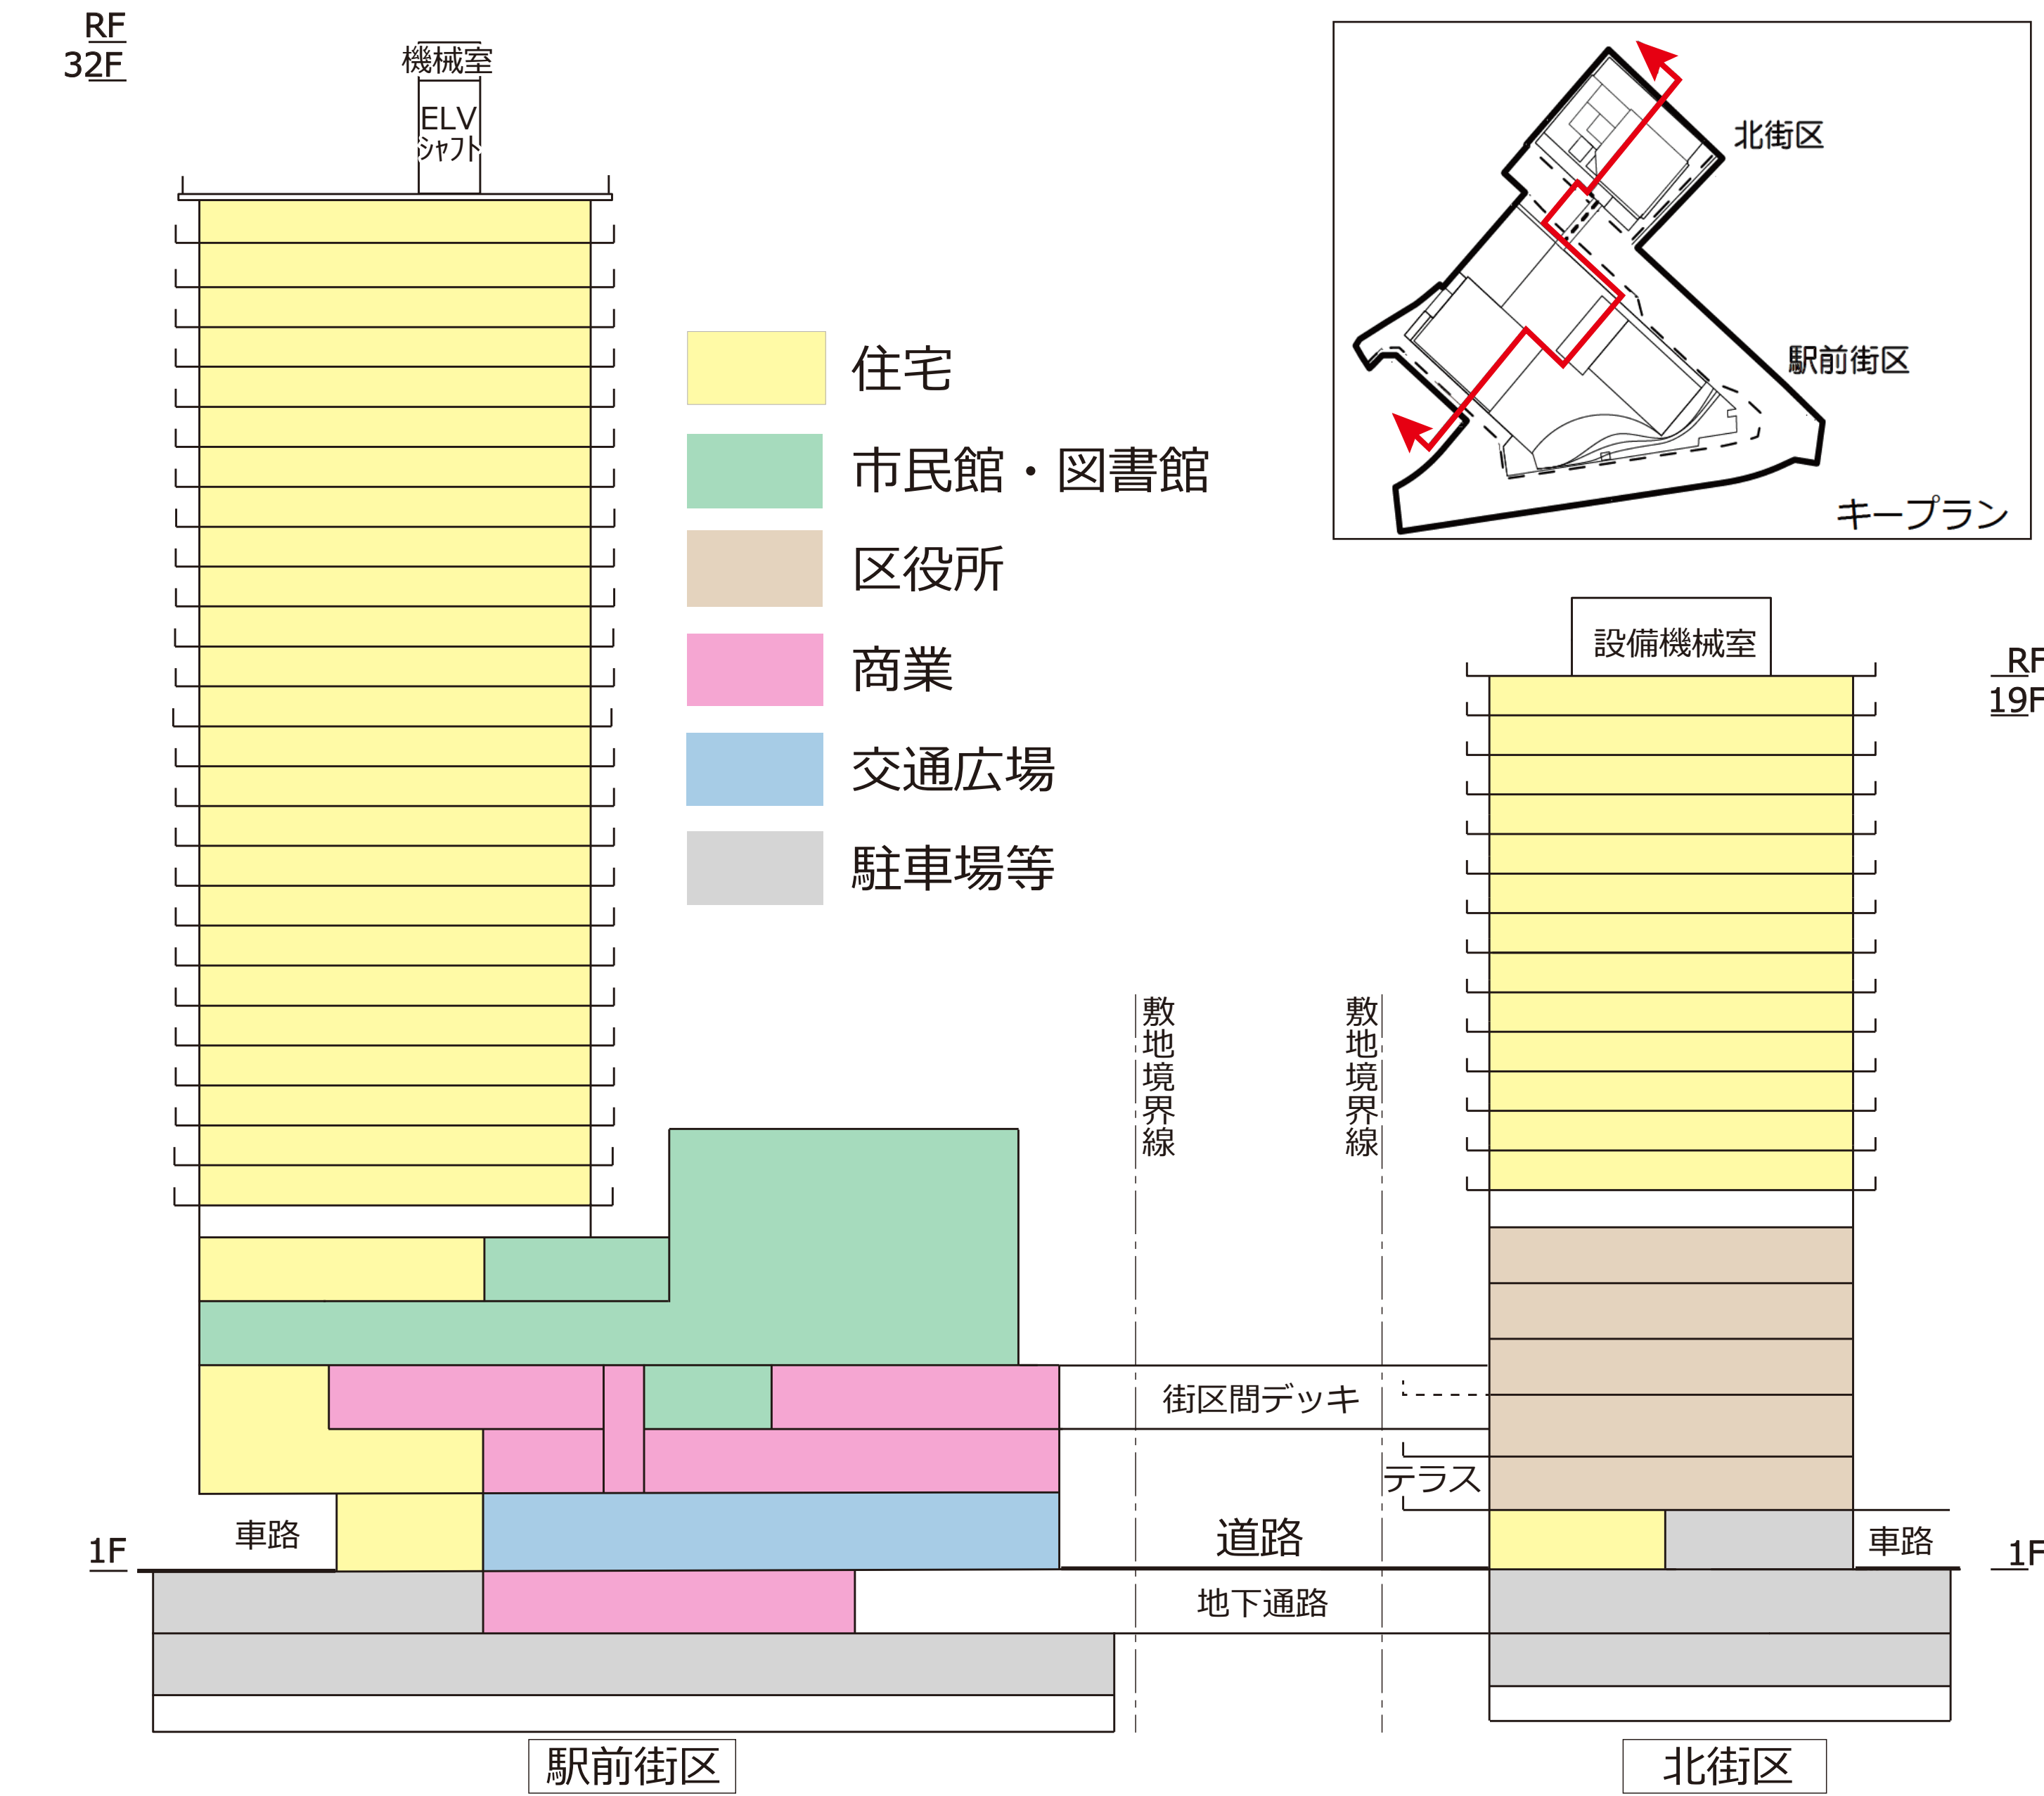 RF
32F
機械室
ELV
シャフト
北街区
駅前街区
キープラン
住宅
市民館・図書館
区役所
商業
交通広場
駐車場等
設備機械室
RF
19F
敷地境界線
敷地境界線
街区間デッキ
テラス
車路
道路
車路
1F
1F
地下通路
駅前街区
北街区